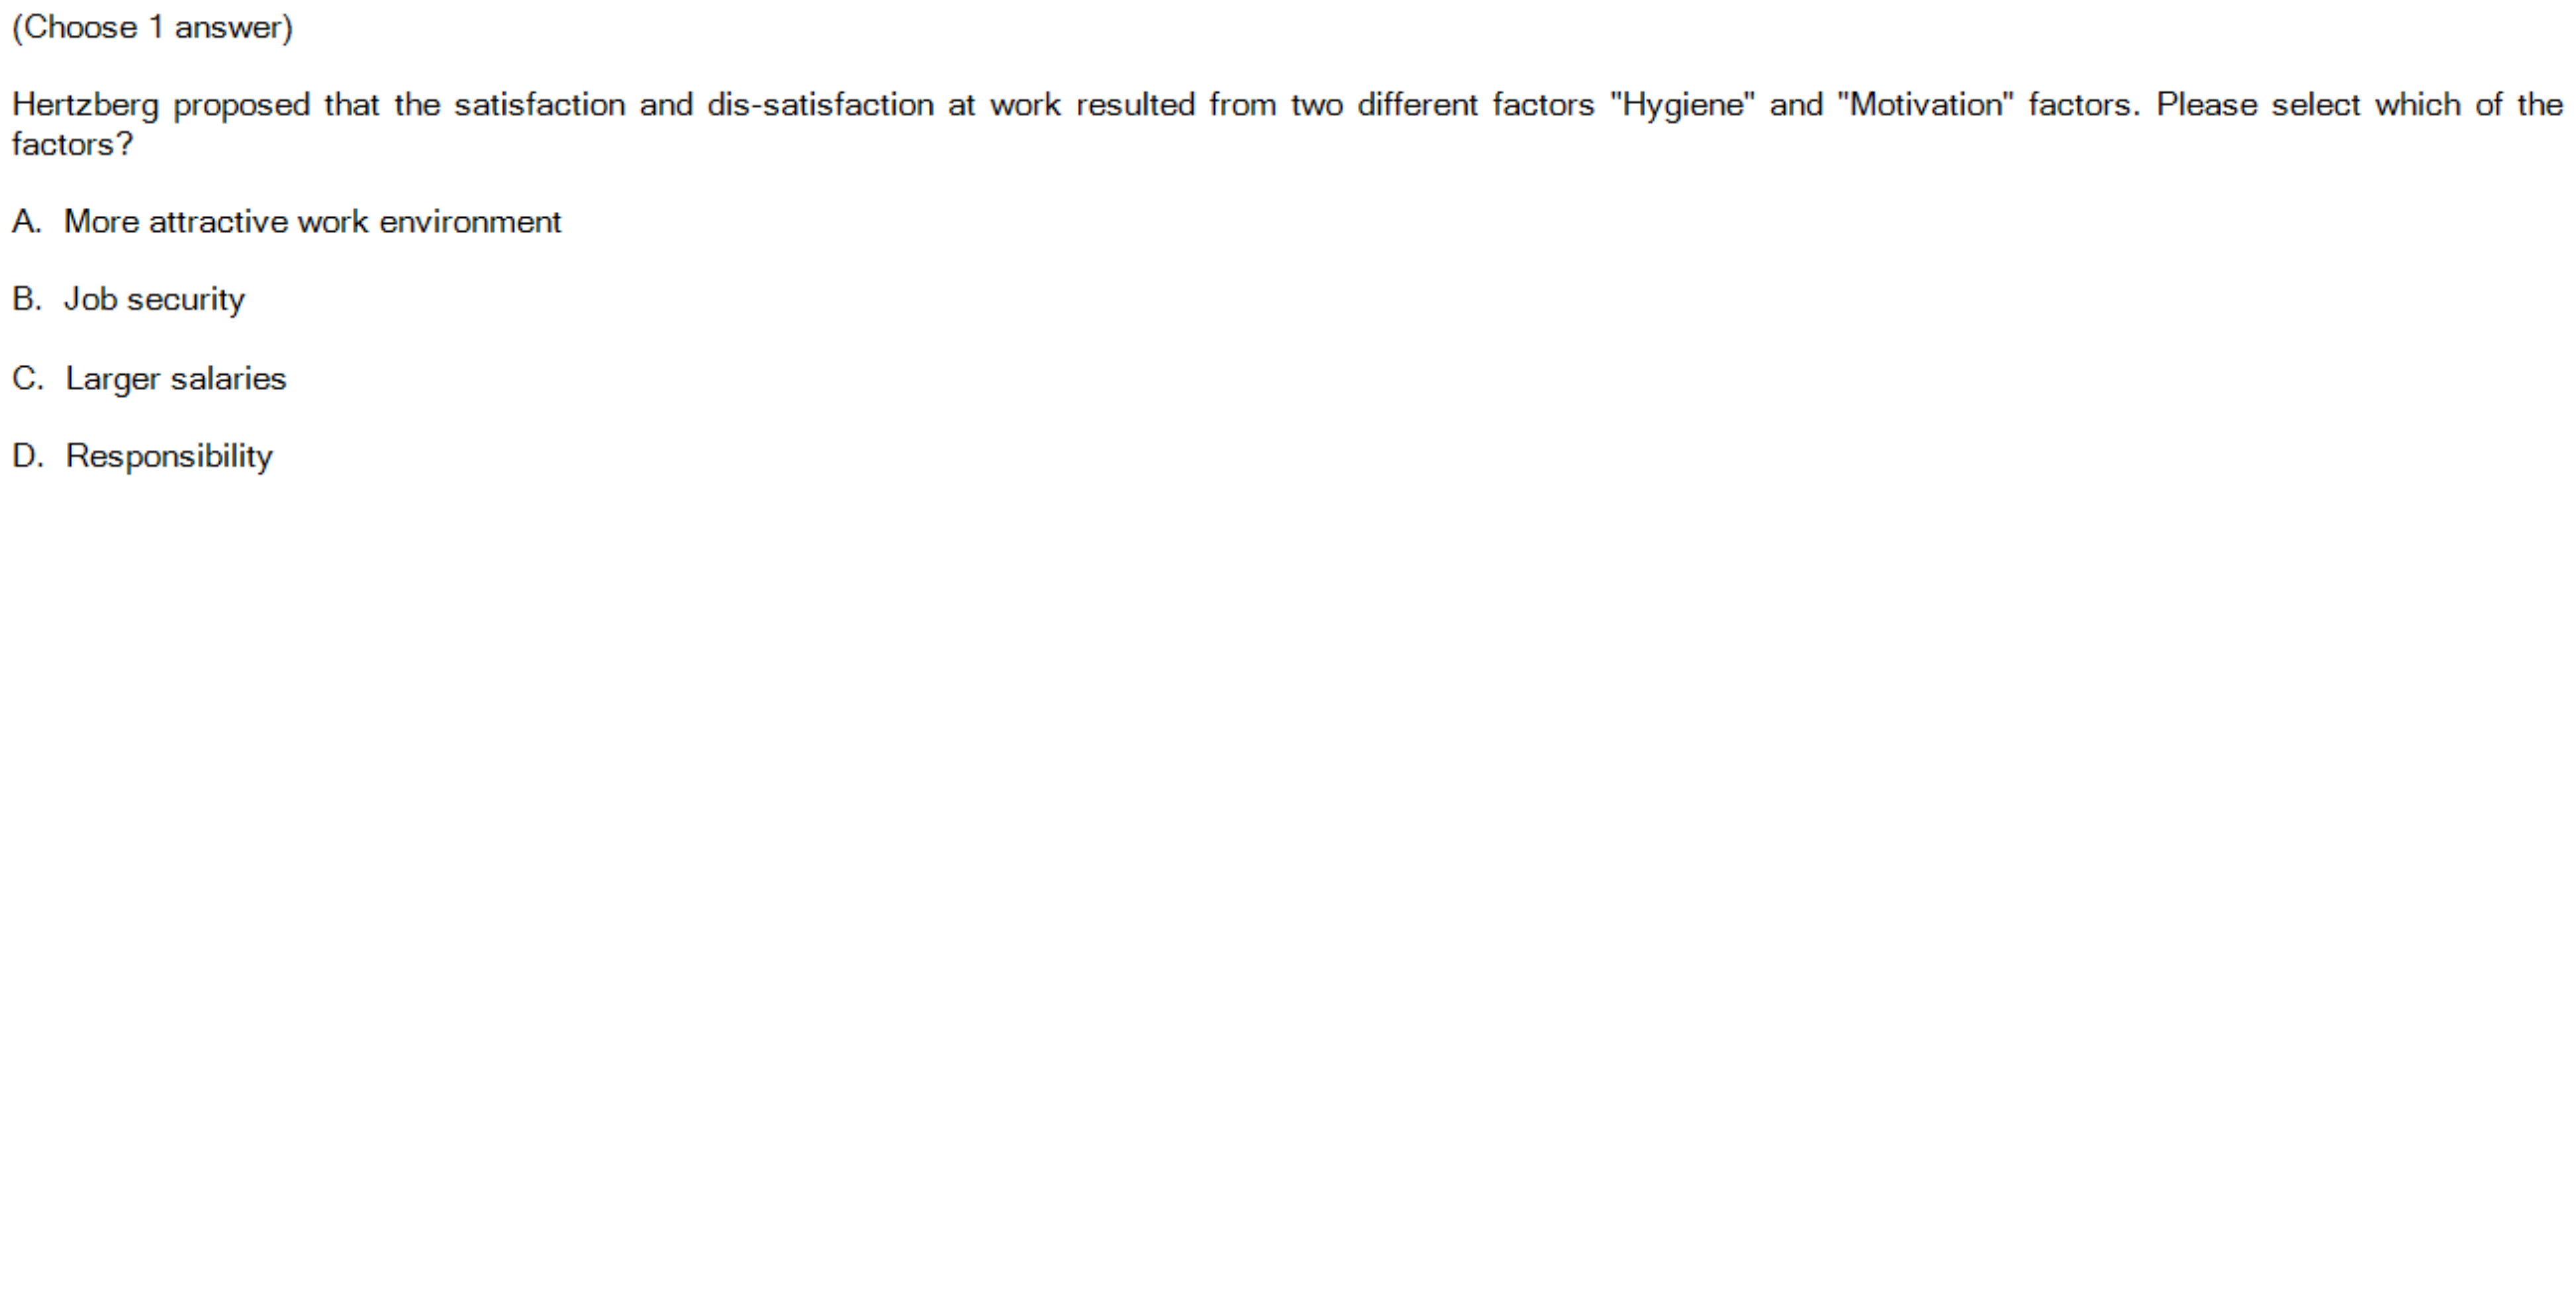 (Choose 1 answer)
Hertzberg proposed that the satisfaction and dis-satisfaction at work resulted from two different factors "Hygiene" and "Motivation" factors. Please select which of the
factors?
A. More attractive work environment
B. Job security
C. Larger salaries
D. Responsibility